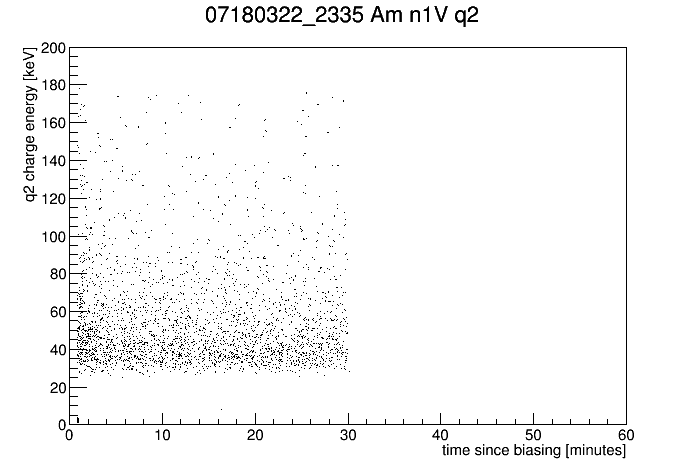 07180322_2335 Am n1V q2
q2 charge energy [keV]
200
180
160
140
120
100
80
60
40
20
0
0 10 20 30 40 50 60
time since biasing [minutes]